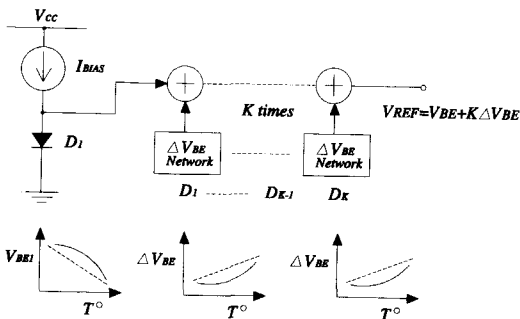 VCC
IBIAS
D1
+
+
K times
VREF=VBE+K△VBE
△VBE
Network
△VBE
Network
D1 ------ DK-1 DK
VBE1
T°
△VBE
T°
△VBE
T°